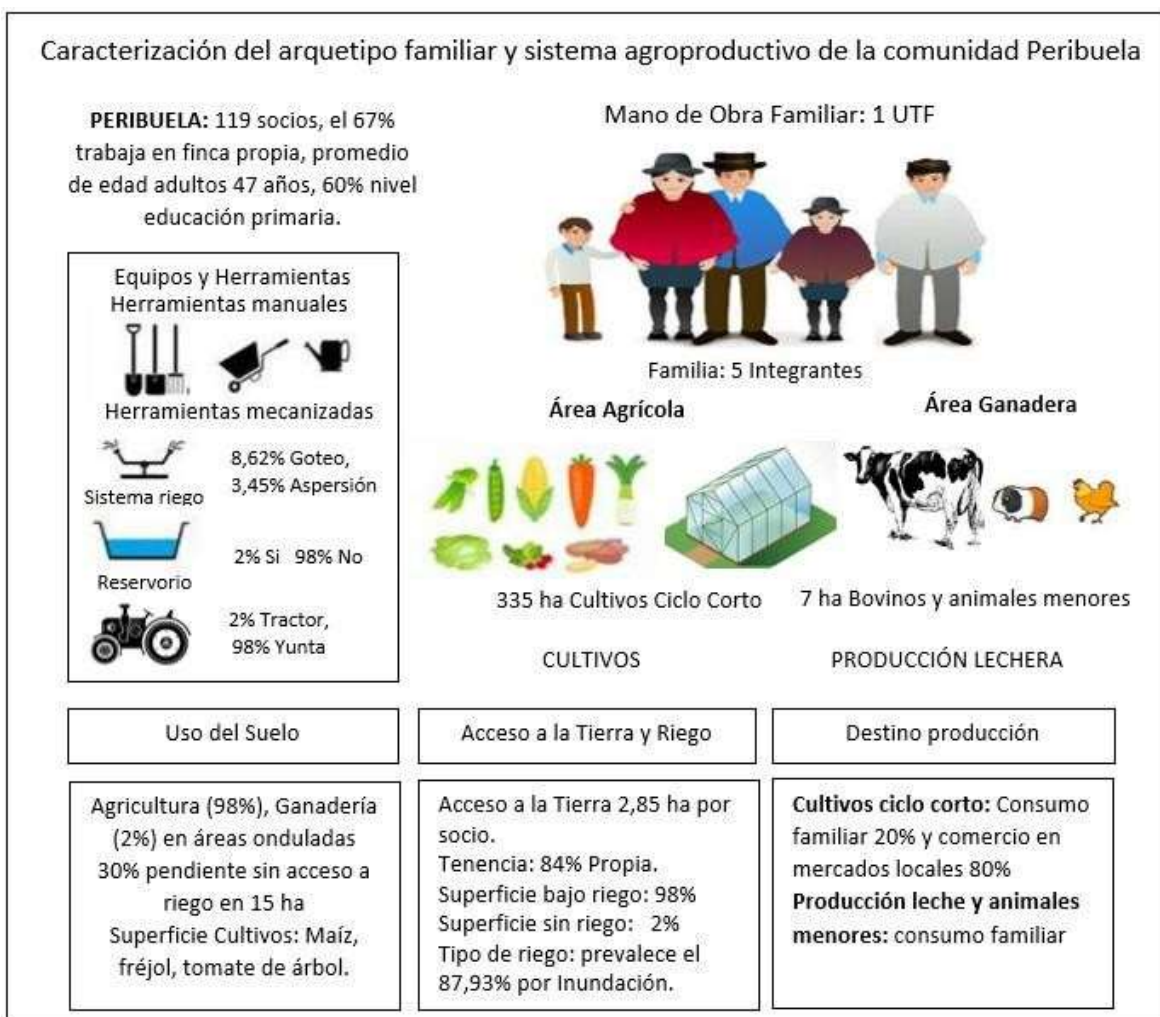 Caracterización del arquetipo familiar y sistema agroproductivo de la comunidad Peribuela
PERIBUELA: 119 socios, el 67%
trabaja en finca propia, promedio
de edad adultos 47 años, 60% nivel
educación primaria.
Equipos y Herramientas
Herramientas manuales
Herramientas mecanizadas
8,62% Goteo,
3,45% Aspersión
Sistema riego
2% Si 98% No
Reservorio
2% Tractor,
98% Yunta
Mano de Obra Familiar: 1 UTF
Familia: 5 Integrantes
Área Agrícola
Área Ganadera
335 ha Cultivos Ciclo Corto
7 ha Bovinos y animales menores
CULTIVOS
PRODUCCIÓN LECHERA
Uso del Suelo
Agricultura (98%), Ganadería
(2%) en áreas onduladas
30% pendiente sin acceso a
riego en 15 ha
Superficie Cultivos: Maíz,
fréjol, tomate de árbol.
Acceso a la Tierra y Riego
Acceso a la Tierra 2,85 ha por
socio.
Tenencia: 84% Propia.
Superficie bajo riego: 98%
Superficie sin riego: 2%
Tipo de riego: prevalece el
87,93% por Inundación.
Destino producción
Cultivos ciclo corto: Consumo
familiar 20% y comercio en
mercados locales 80%
Producción leche y animales
menores: consumo familiar